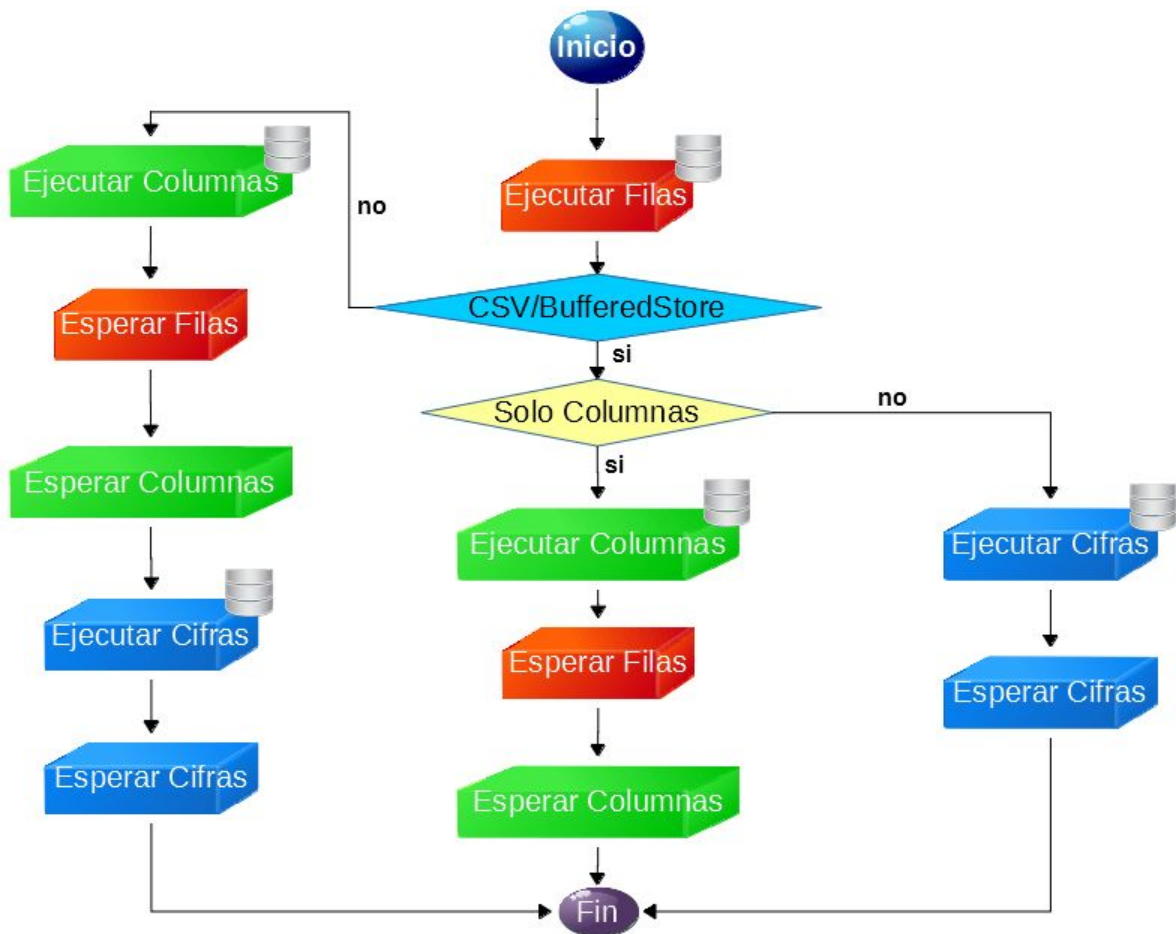 Inicio
Ejecutar Columnas
Ejecutar Filas
no
CSV/BufferedStore
Esperar Filas
si
Solo Columnas
no
si
Esperar Columnas
Ejecutar Columnas
Ejecutar Cifras
Ejecutar Cifras
Esperar Filas
Esperar Cifras
Esperar Cifras
Esperar Columnas
Fin